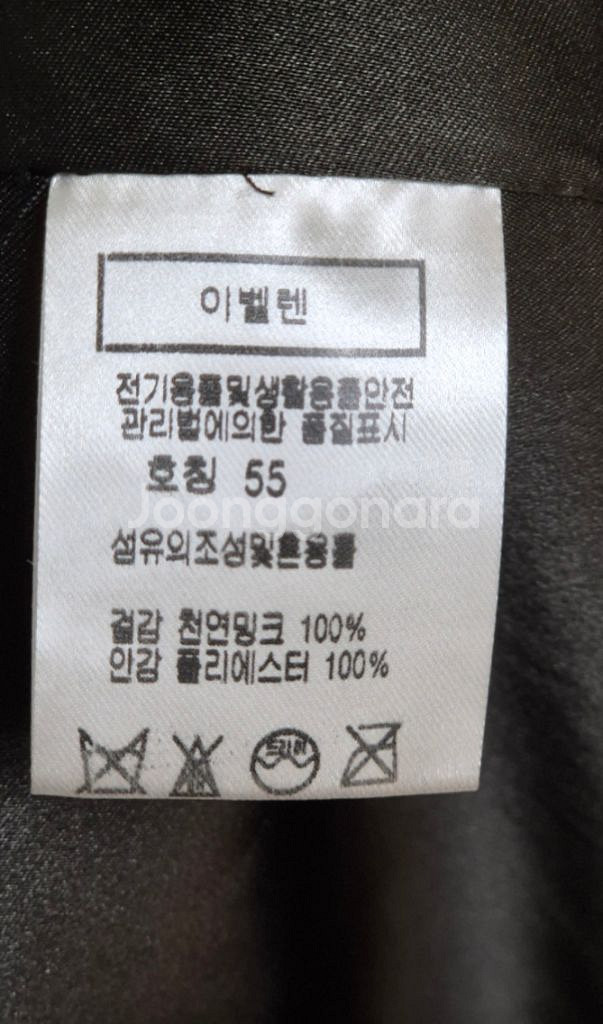 이벨렌
전기용품및생활용품안전
관리법에의한 품질표시
호칭 55
Joonggonara
섬유의조성및혼용률
겉감 천연밍크 100%
안감 폴리에스터 100%
드라이